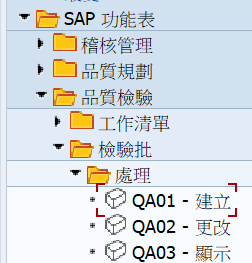 SAP 功能表
稽核管理
品質規劃
品質檢驗
工作清單
檢驗批
處理
QA01 - 建立
QA02 - 更改
QA03 - 顯示